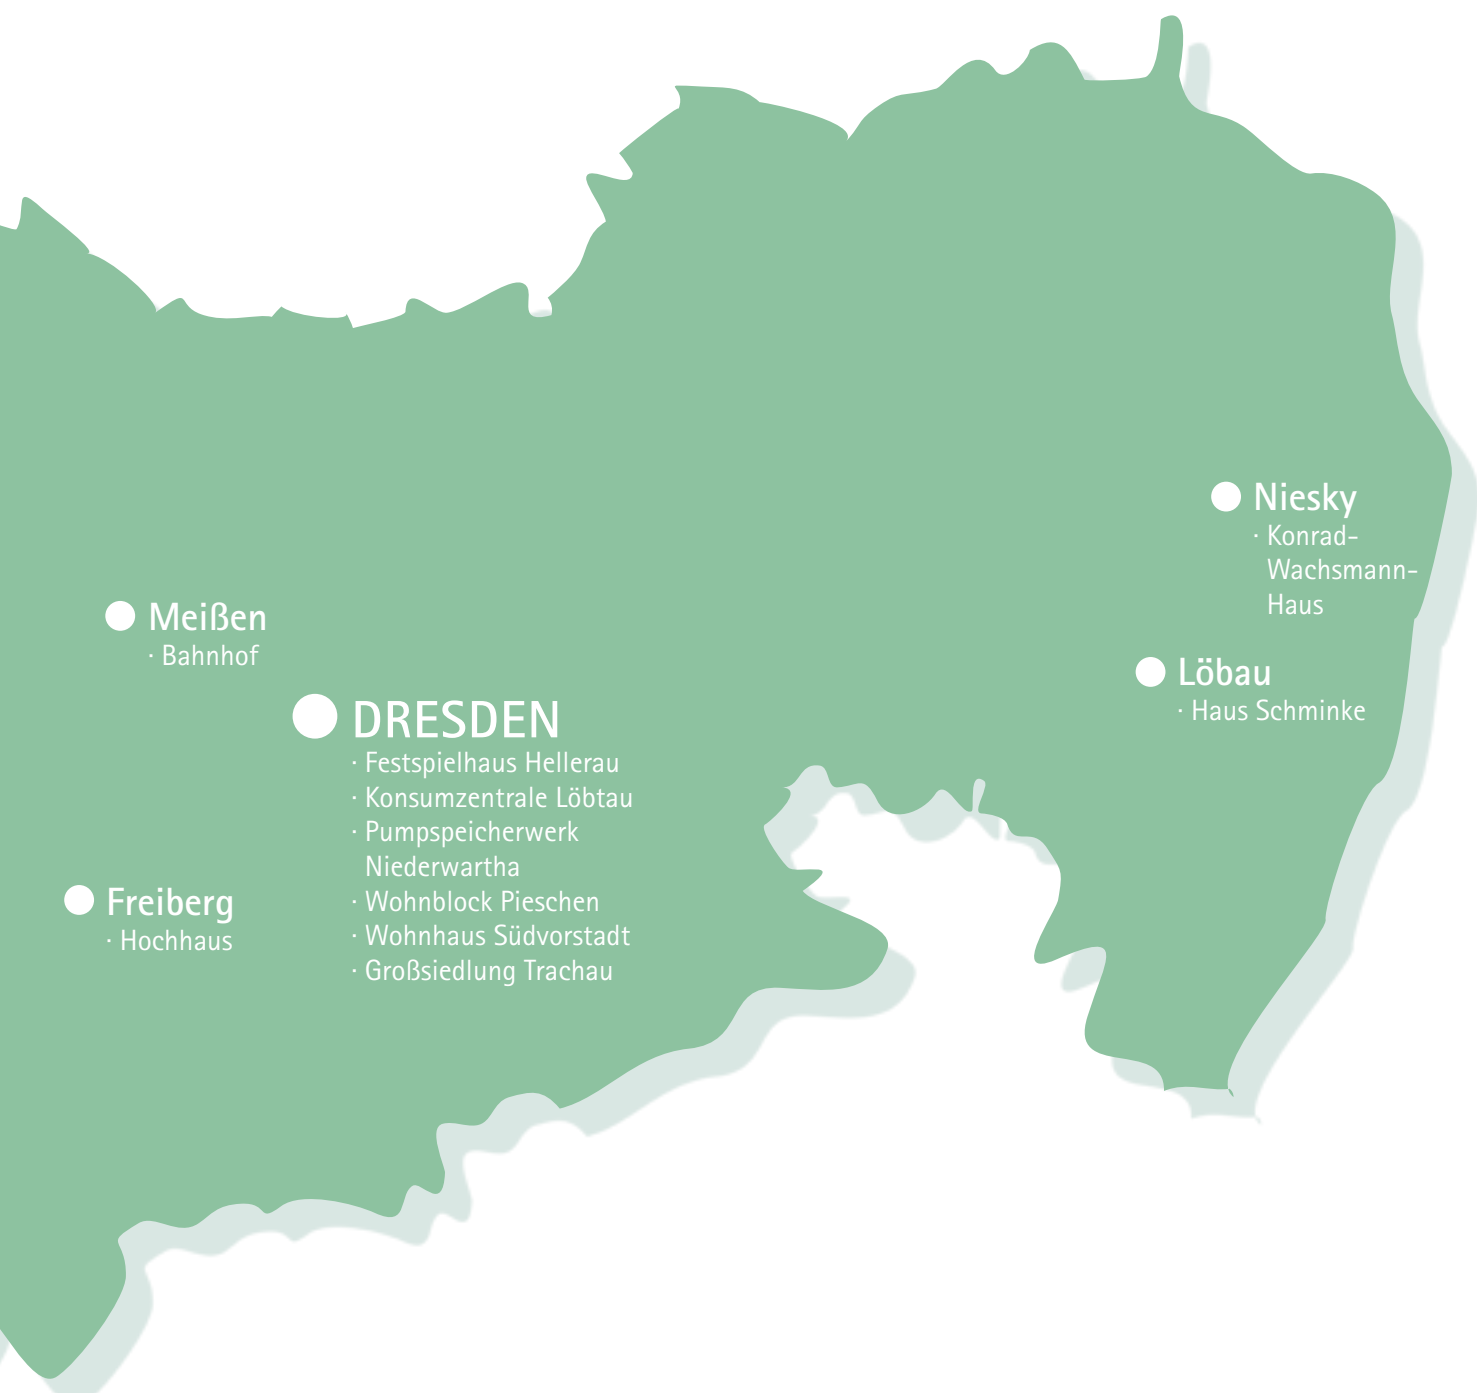 Niesky
· Konrad-
Wachsmann-
Haus
Meißen
· Bahnhof
Löbau
· Haus Schminke
DRESDEN
· Festspielhaus Hellerau
· Konsumzentrale Löbtau
· Pumpspeicherwerk
Niederwartha
· Wohnblock Pieschen
· Wohnhaus Südvorstadt
· Großsiedlung Trachau
Freiberg
· Hochhaus